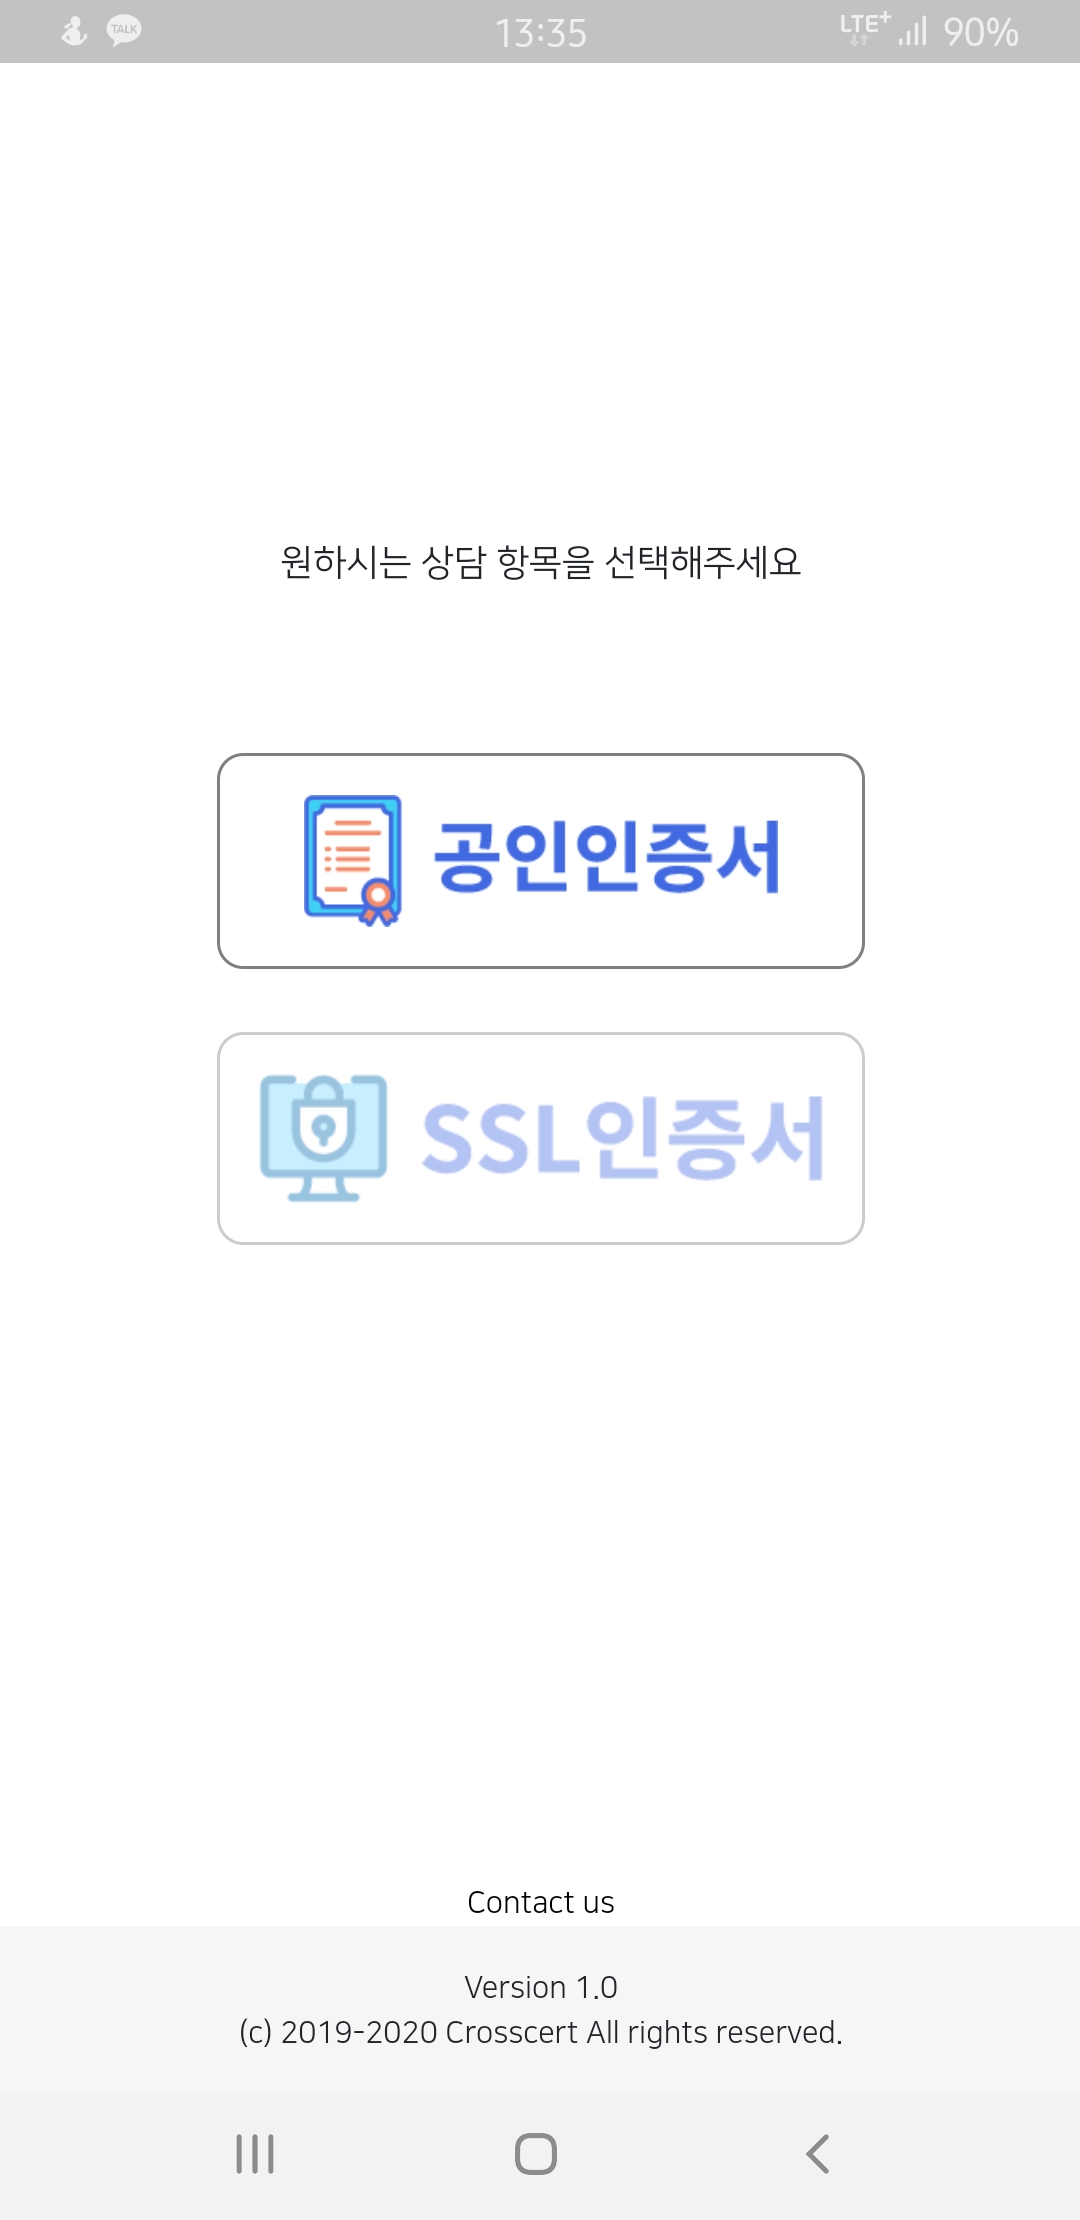 TALK
13:35
LTE+
90%
원하시는 상담 항목을 선택해주세요
공인인증서
SSL인증서
Contact us
Version 1.0
(c) 2019-2020 Crosscert All rights reserved.